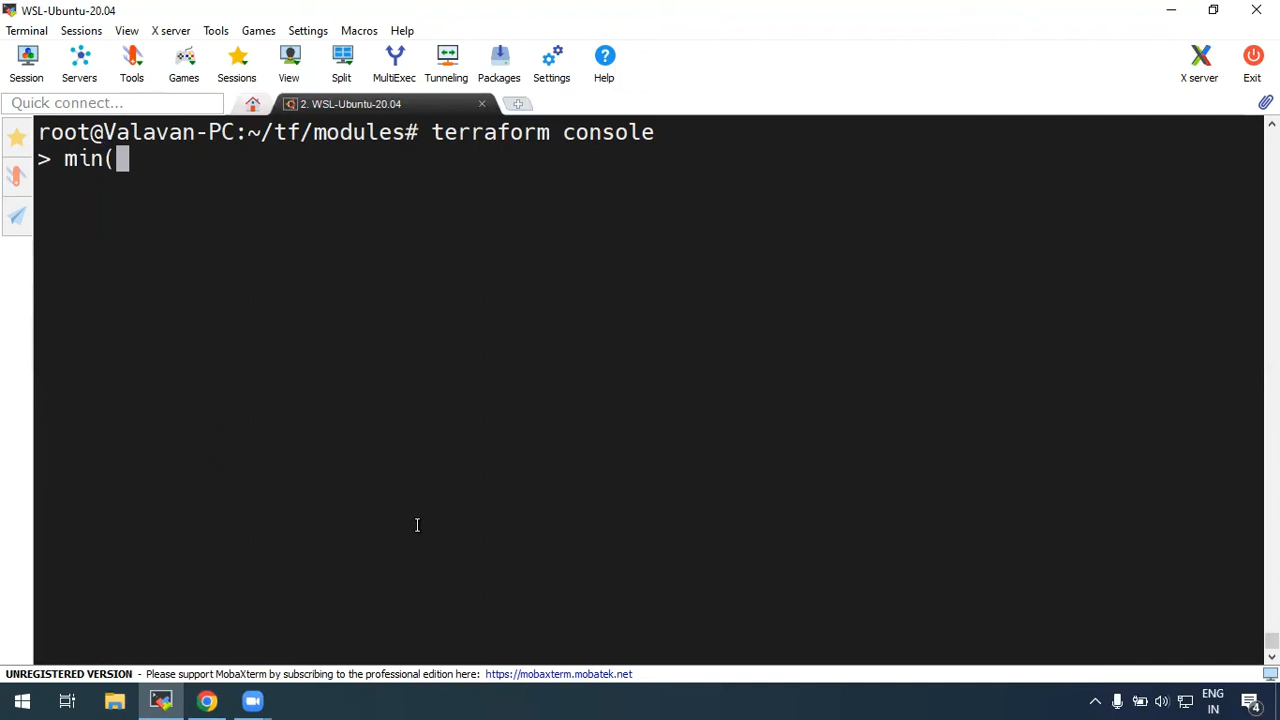 WSL-Ubuntu-20.04
Terminal Sessions View X server Tools Games Settings Macros Help
Session Servers Tools Games Sessions View Split MultiExec Tunneling Packages Settings Help X server Exit
Quick connect... 2. WSL-Ubuntu-20.04
root@Valavan-PC:~/tf/modules# terraform console
> min(
UNREGISTERED VERSION - Please support MobaXterm by subscribing to the professional edition here: https://mobaxterm.mobatek.net
ENG
IN
4